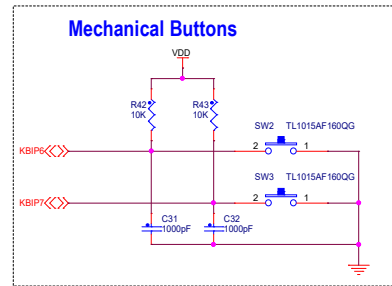 Mechanical Buttons
VDD
R42
10K
R43
10K
SW2 TL1015AF160QG
KBIP6
2
1
SW3 TL1015AF160QG
KBIP7
2
1
C31
1000pF
C32
1000pF